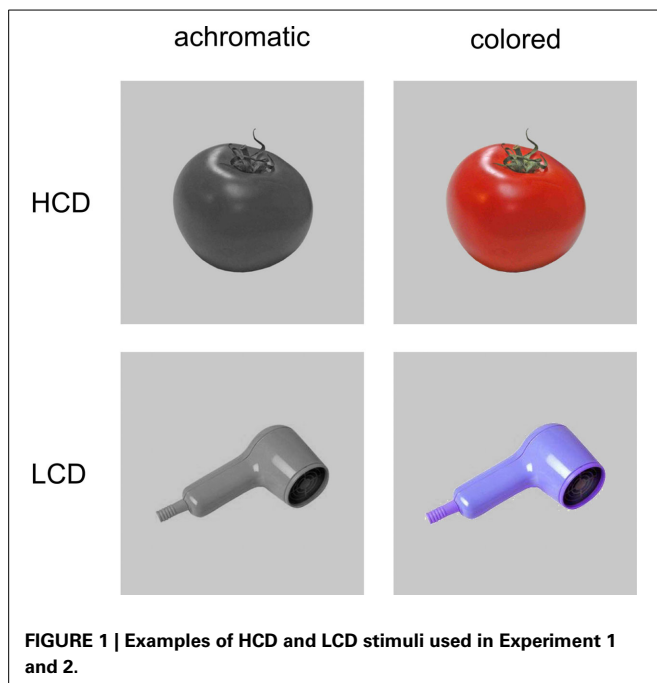 achromatic colored
HCD
LCD
FIGURE 1 | Examples of HCD and LCD stimuli used in Experiment 1
and 2.